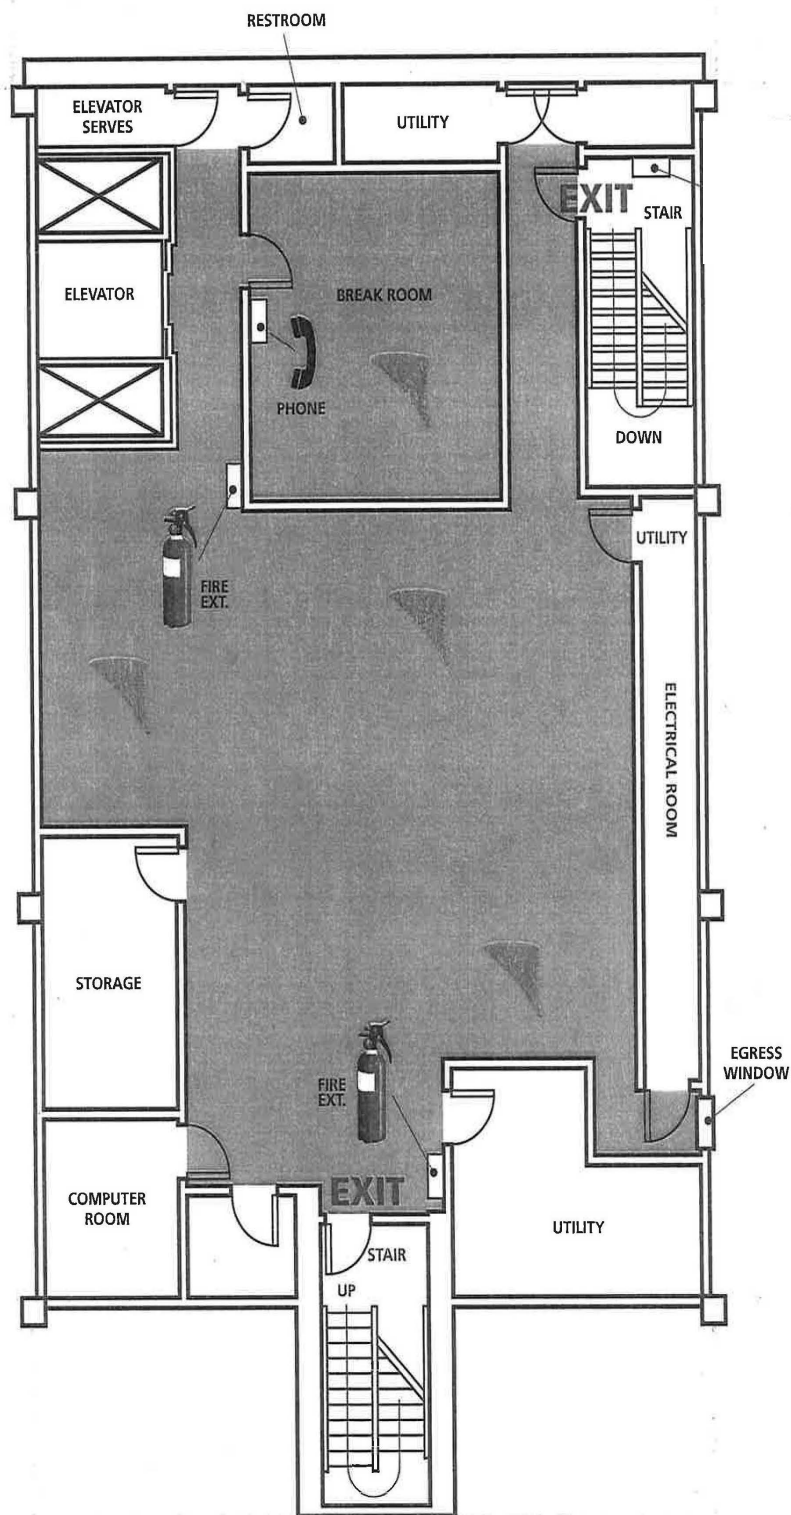 RESTROOM
ELEVATOR
SERVES
UTILITY
EXIT
STAIR
ELEVATOR
BREAK ROOM
PHONE
DOWN
UTILITY
FIRE
EXT.
ELECTRICAL ROOM
STORAGE
EGRESS
WINDOW
FIRE
EXT.
COMPUTER
ROOM
EXIT
UTILITY
STAIR
UP